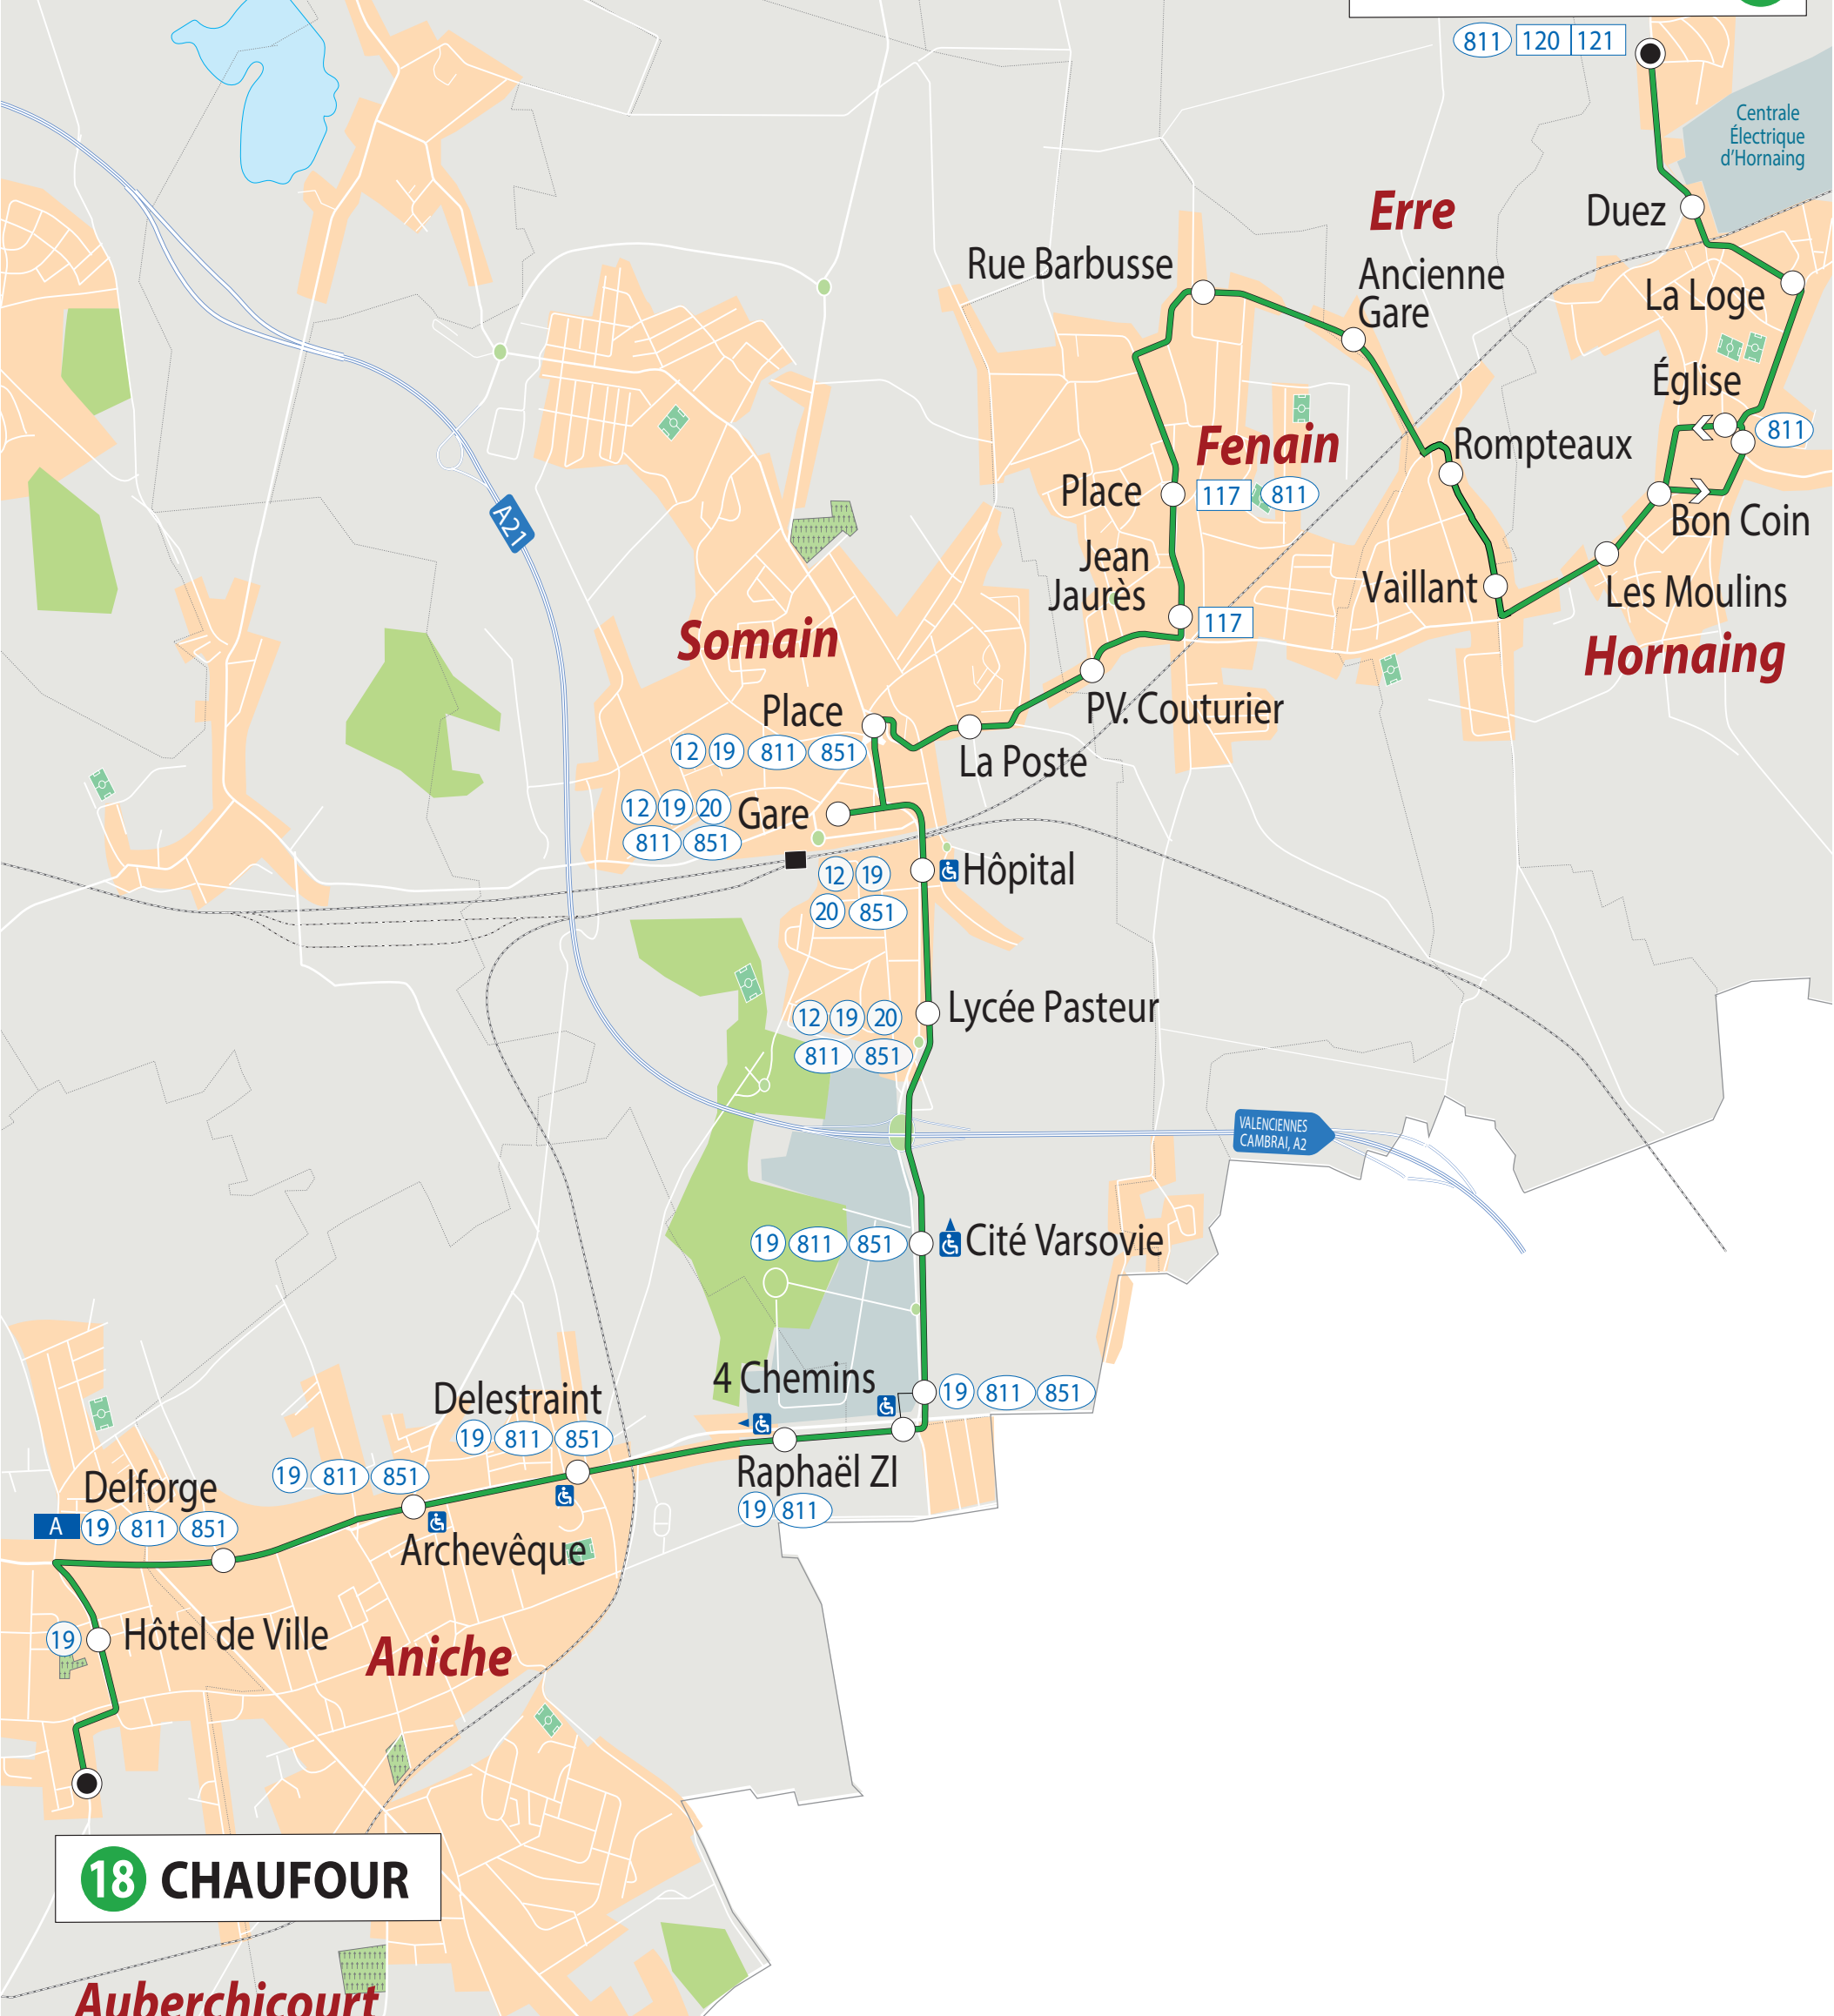 811 120 121
Centrale
Électrique
d'Hornaing
Duez
Erre
Rue Barbusse
Ancienne
Gare
La Loge
Église
811
Fenain
Rompteaux
Place
117 811
Bon Coin
Jean
Jaurès
117
Vaillant
Les Moulins
A21
Somain
Hornaing
Place
12 19 811 851
PV. Couturier
La Poste
12 19 20
811 851
Gare
Hôpital
12 19
20 851
Lycée Pasteur
12 19 20
811 851
VALENCIENNES
CAMBRAI, A2
19 811 851
Cité Varsovie
4 Chemins
19 811 851
Delestraint
19 811 851
Raphaël ZI
19 811
19 811 851
Delforge
A 19 811 851
Archevêque
19
Hôtel de Ville
Aniche
18 CHAUFOUR
Auberchicourt